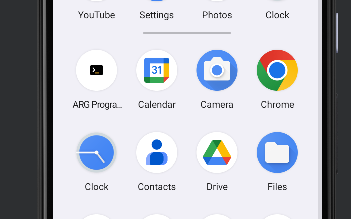 YouTube Settings Photos Clock
31
ARG Progra... Calendar Camera Chrome
Clock Contacts Drive Files